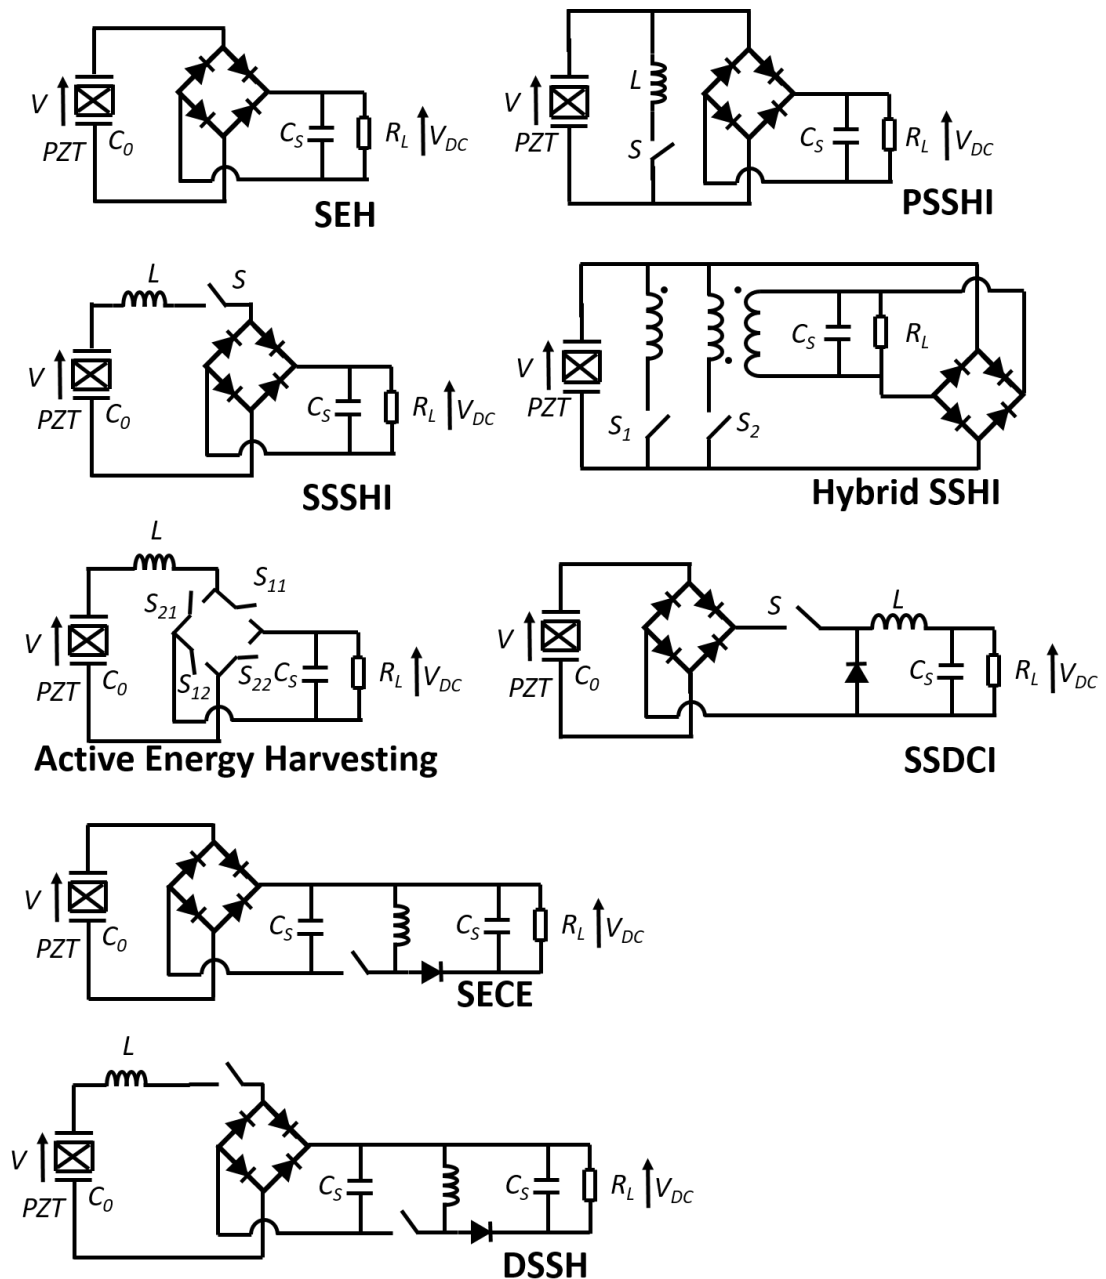 V
PZT
C0
CS
RL
VDC
SEH
V
PZT
L
S
CS
RL
VDC
PSSHI
L
S
V
PZT
C0
CS
RL
VDC
SSSHI
V
PZT
S1
S2
CS
RL
Hybrid SSHI
L
S11
S21
V
PZT
C0
S12
S22
CS
RL
VDC
Active Energy Harvesting
V
PZT
C0
S
L
CS
RL
VDC
SSDCI
V
PZT
C0
CS
CS
RL
VDC
SECE
L
V
PZT
C0
CS
CS
RL
VDC
DSSH